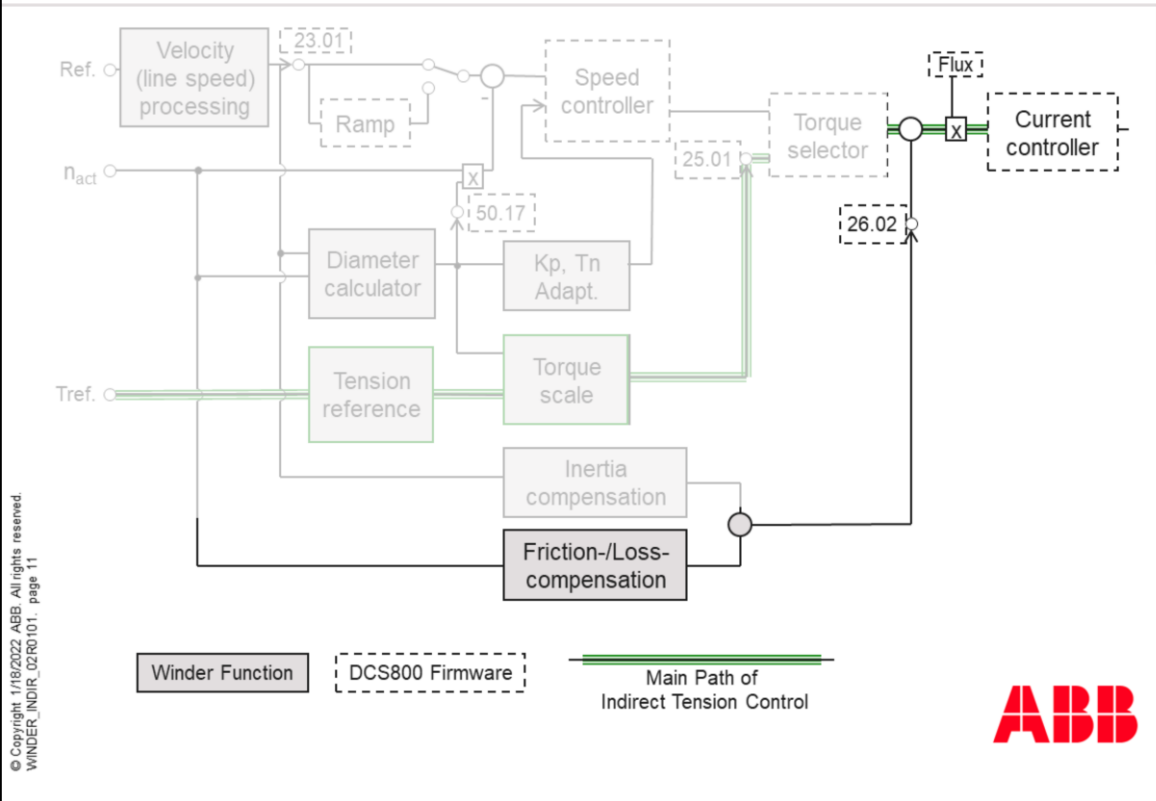 23.01
Ref.
Velocity
(line speed)
processing
Ramp
-
Speed
controller
Flux
X
Current
controller
Torque
selector
25.01
n_act
X
50.17
26.02
Diameter
calculator
Kp, Tn
Adapt.
Tref.
Tension
reference
Torque
scale
Inertia
compensation
Friction-/Loss-
compensation
Winder Function
DCS800 Firmware
Main Path of
Indirect Tension Control
© Copyright 1/18/2022 ABB. All rights reserved.
WINDER_INDIR_02R0101. page 11
ABB